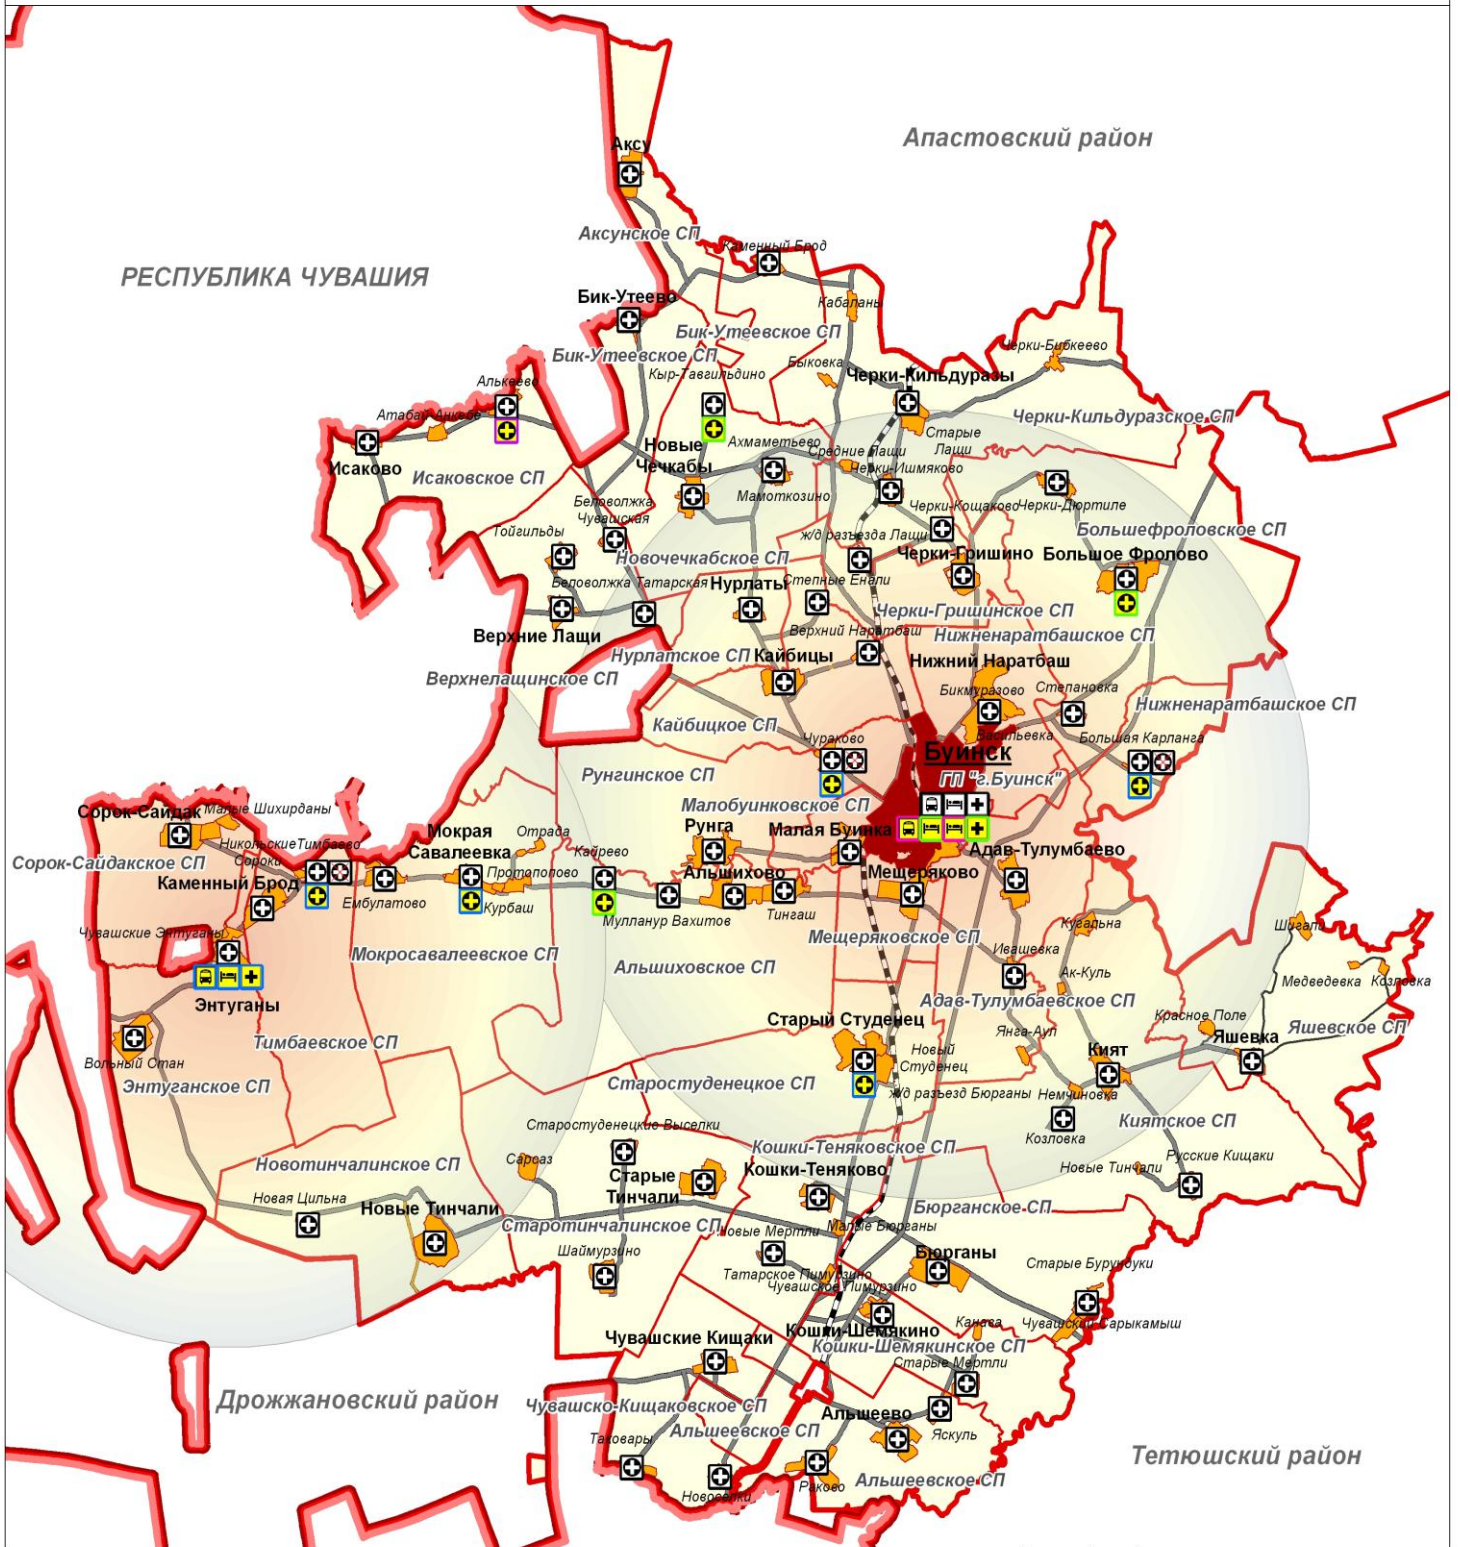 Апастовский район
Аксу
Аксунское СП
Каменный Брод
РЕСПУБЛИКА ЧУВАШИЯ
Бик-Утеево
Кабаланы
Бик-Утеевское СП
Бик-Утеевское СП
Черки-Бибкеево
Быковка
Кыр-Тавгильдино
Черки-Кильдуразы
Алькеево
Атабай-Анкебе
Черки-Кильдуразское СП
Старые
Лащи
Новые
Чечкабы
Ахмаметьево
Средние Лащи
Исаково
Исаковское СП
Черки-Ишмяково
Мамоткозино
Беловолжка
Чувашская
Черки-Кощаково
Черки-Дюртиле
Тойгильды
ж/д разъезда Лащи
Большефроловское СП
Новочечкабское СП
Черки-Гришино
Большое Фролово
Беловолжка Татарская
Нурлаты
Степные Енали
Черки-Гришинское СП
Верхние Лащи
Верхний Наратбаш
Нижненаратбашское СП
Нурлатское СП
Кайбицы
Нижний Наратбаш
Верхнелащинское СП
Бикмуразово
Степановка
Нижненаратбашское СП
Кайбицкое СП
Чураково
Васильевка
Большая Карланга
Буинск
Рунгинское СП
ГП "г.Буинск"
Малобуинковское СП
Сорок-Сайдак
Малые Шихирданы
Мокрая
Савалеевка
Отрада
Рунга
Малая Буинка
Никольские
Тимбаево
Сороки
Кайрево
Адав-Тулумбаево
Сорок-Сайдакское СП
Протопопово
Альшихово
Мещеряково
Каменный Брод
Ембулатово
Курбаш
Мулланур Вахитов
Тингаш
Чувашские Энтуганы
Кугальна
Шигали
Мещеряковское СП
Мокросавалеевское СП
Ивашевка
Альшиховское СП
Ак-Куль
Медведевка
Козловка
Энтуганы
Адав-Тулумбаевское СП
Старый Студенец
Красное Поле
Яшевское СП
Янга-Аул
Яшевка
Тимбаевское СП
Новый
Студенец
Кият
Вольный Стан
Старостуденецкое СП
Энтуганское СП
ж/д разъезд Бюрганы
Немчиновка
Киятское СП
Старостуденецкие Выселки
Козловка
Кошки-Теняковское СП
Русские Кищаки
Новотинчалинское СП
Сарсаз
Старые
Тинчали
Кошки-Теняково
Новые Тинчали
Новая Цильна
Новые Тинчали
Бюрганское СП
Старотинчалинское СП
Новые Мертли
Малые Бюрганы
Шаймурзино
Бюрганы
Старые Бурундуки
Татарское Пимурзино
Чувашское Пимурзино
Кошки-Шемякино
Канава
Чувашский Сарыкамыш
Чувашские Кищаки
Кошки-Шемякинское СП
Старые Мертли
Дрожжановский район
Чувашско-Кищаковское СП
Альшеево
Альшеевское СП
Яскуль
Таковары
Тетюшский район
Альшеевское СП
Раково
Новоселки